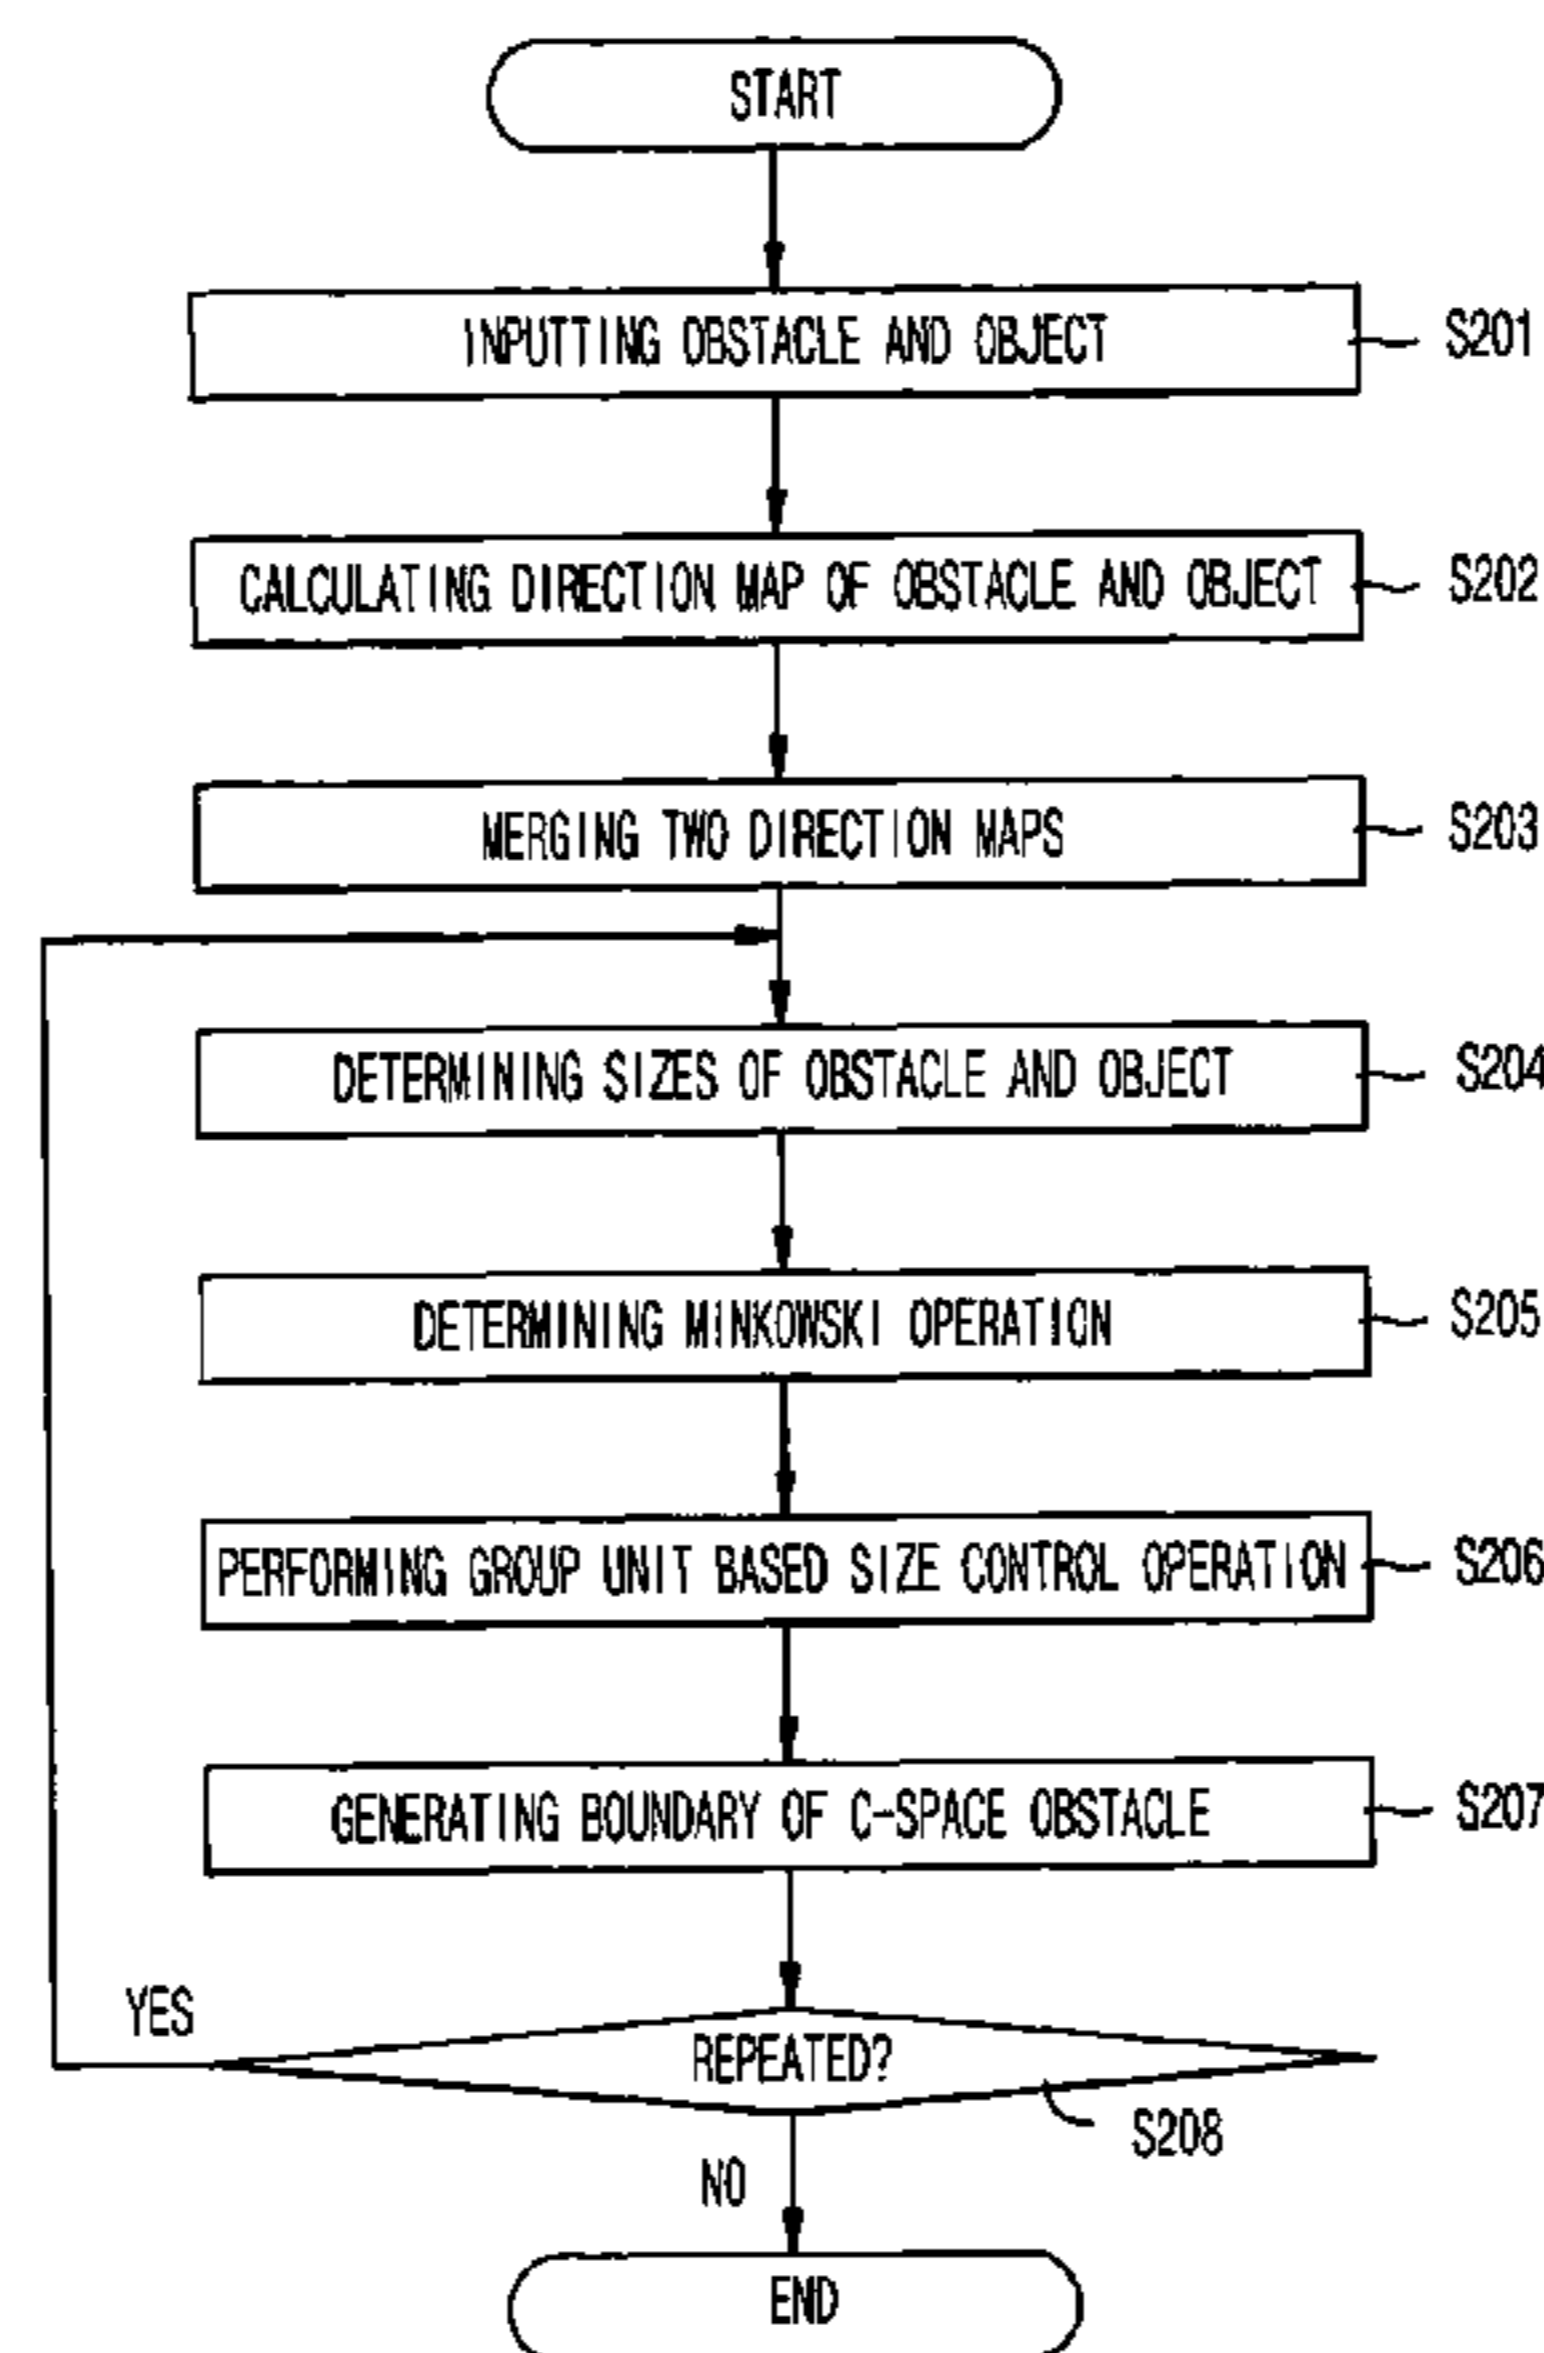 START
INPUTTING OBSTACLE AND OBJECT
S201
CALCULATING DIRECTION MAP OF OBSTACLE AND OBJECT
S202
MERGING TWO DIRECTION MAPS
S203
DETERMINING SIZES OF OBSTACLE AND OBJECT
S204
DETERMINING MINKOWSKI OPERATION
S205
PERFORMING GROUP UNIT BASED SIZE CONTROL OPERATION
S206
GENERATING BOUNDARY OF C-SPACE OBSTACLE
S207
YES
REPEATED?
S208
NO
END